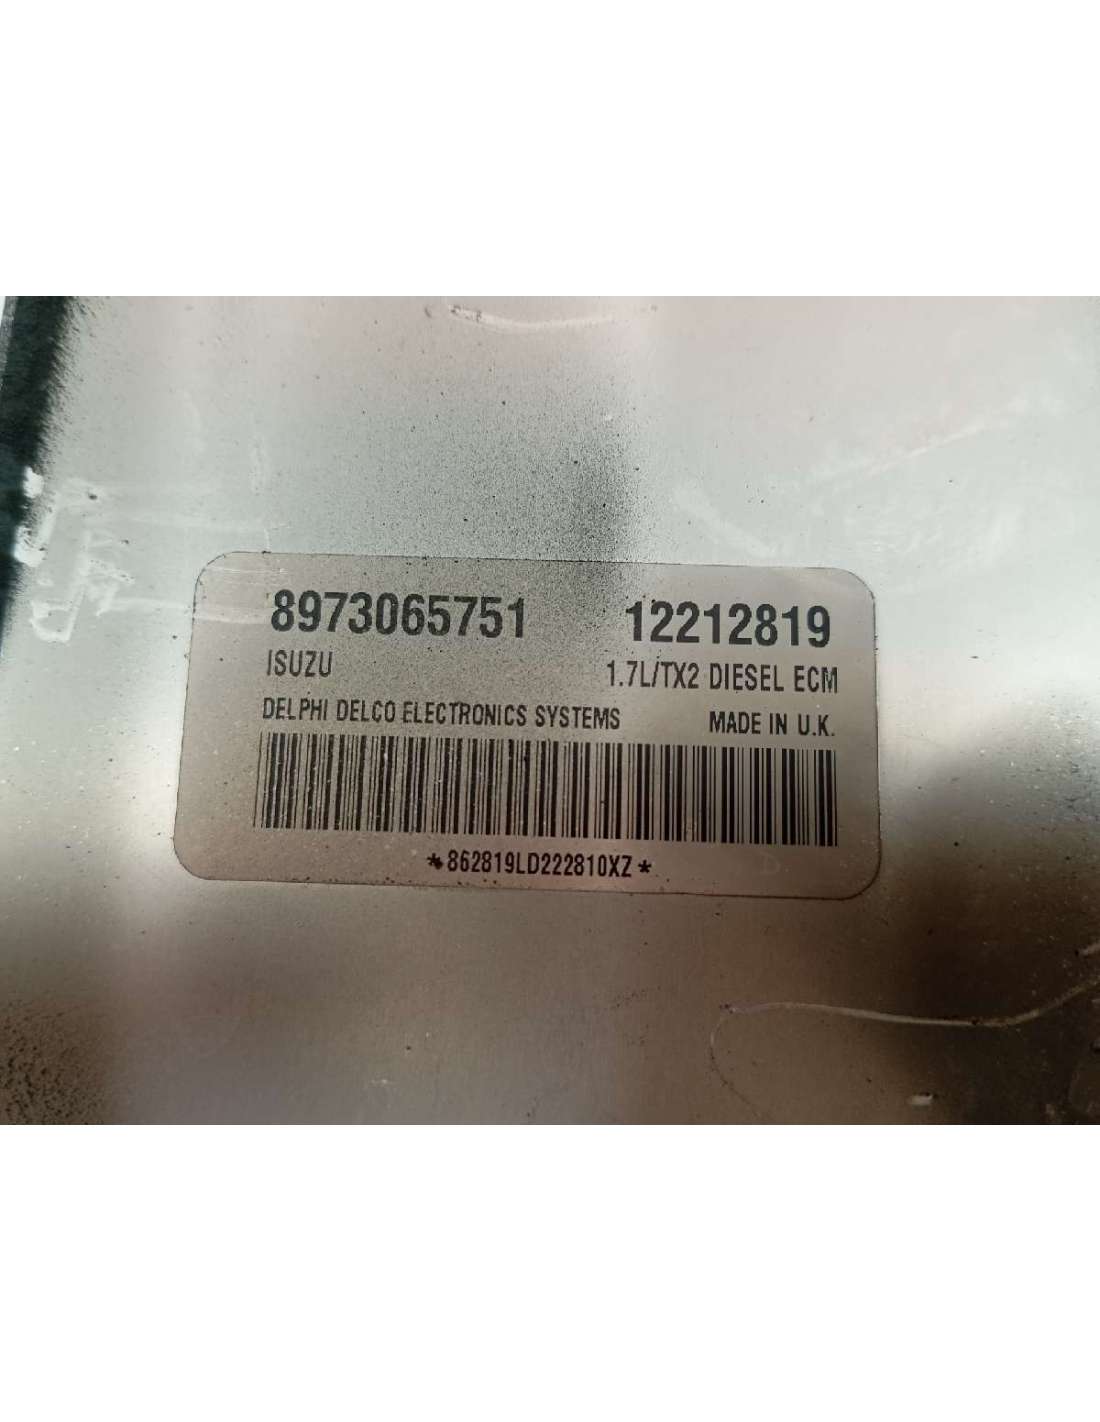 8973065751 12212819
ISUZU 1.7L/TX2 DIESEL ECM
DELPHI DELCO ELECTRONICS SYSTEMS MADE IN U.K.
*862819LD222810XZ*